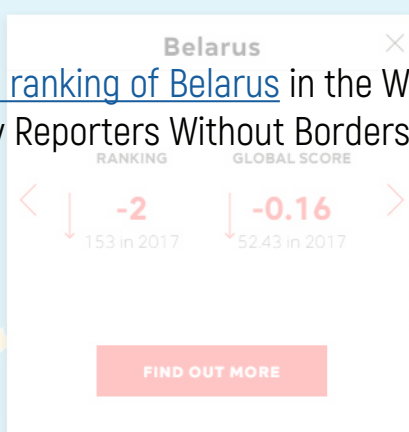 Belarus
ranking of Belarus in the W
Reporters Without Borders
RANKING GLOBAL SCORE
-2 -0.16
153 in 2017 52.43 in 2017
FIND OUT MORE